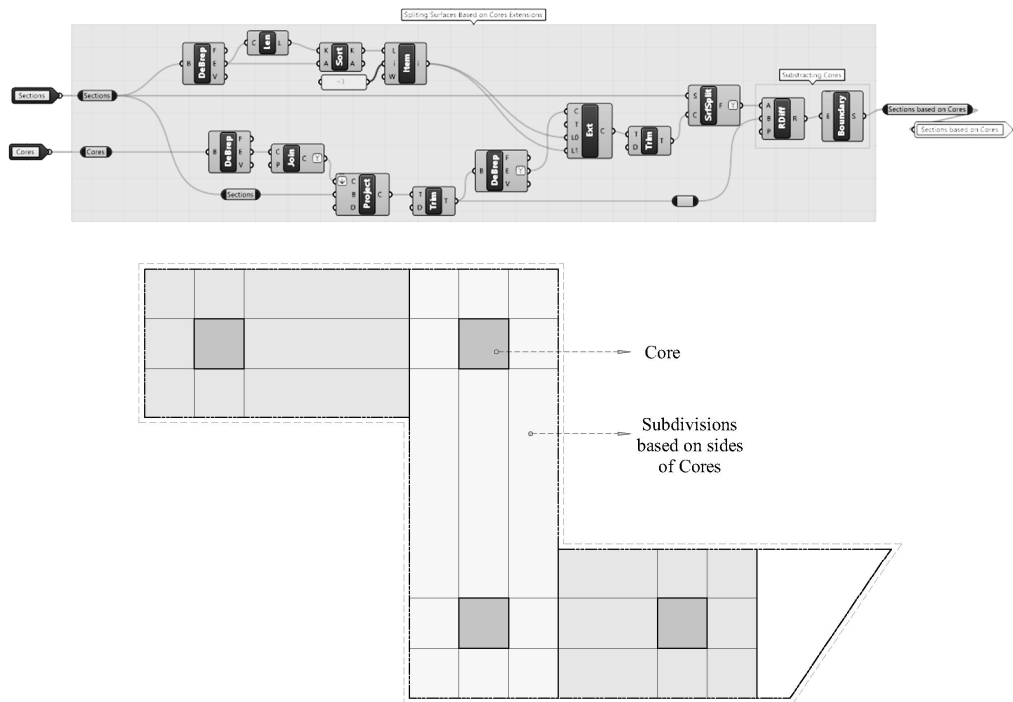 Spliting Surfaces Based on Cores Extensions
Sections
Sections
B DeBrep F E V
C Len L
K A Sort K A
-1
L i W Item i
Cores
Cores
B DeBrep F E V
C P Join C
Sections
C B D Project C
T D Trim T
B DeBrep F E V
C T L0 L1 Ext C
T D Trim T
S C SrfSplit F
Substracting Cores
A B P RDiff R
E Boundary S
Sections based on Cores
Sections based on Cores
Core
Subdivisions
based on sides
of Cores